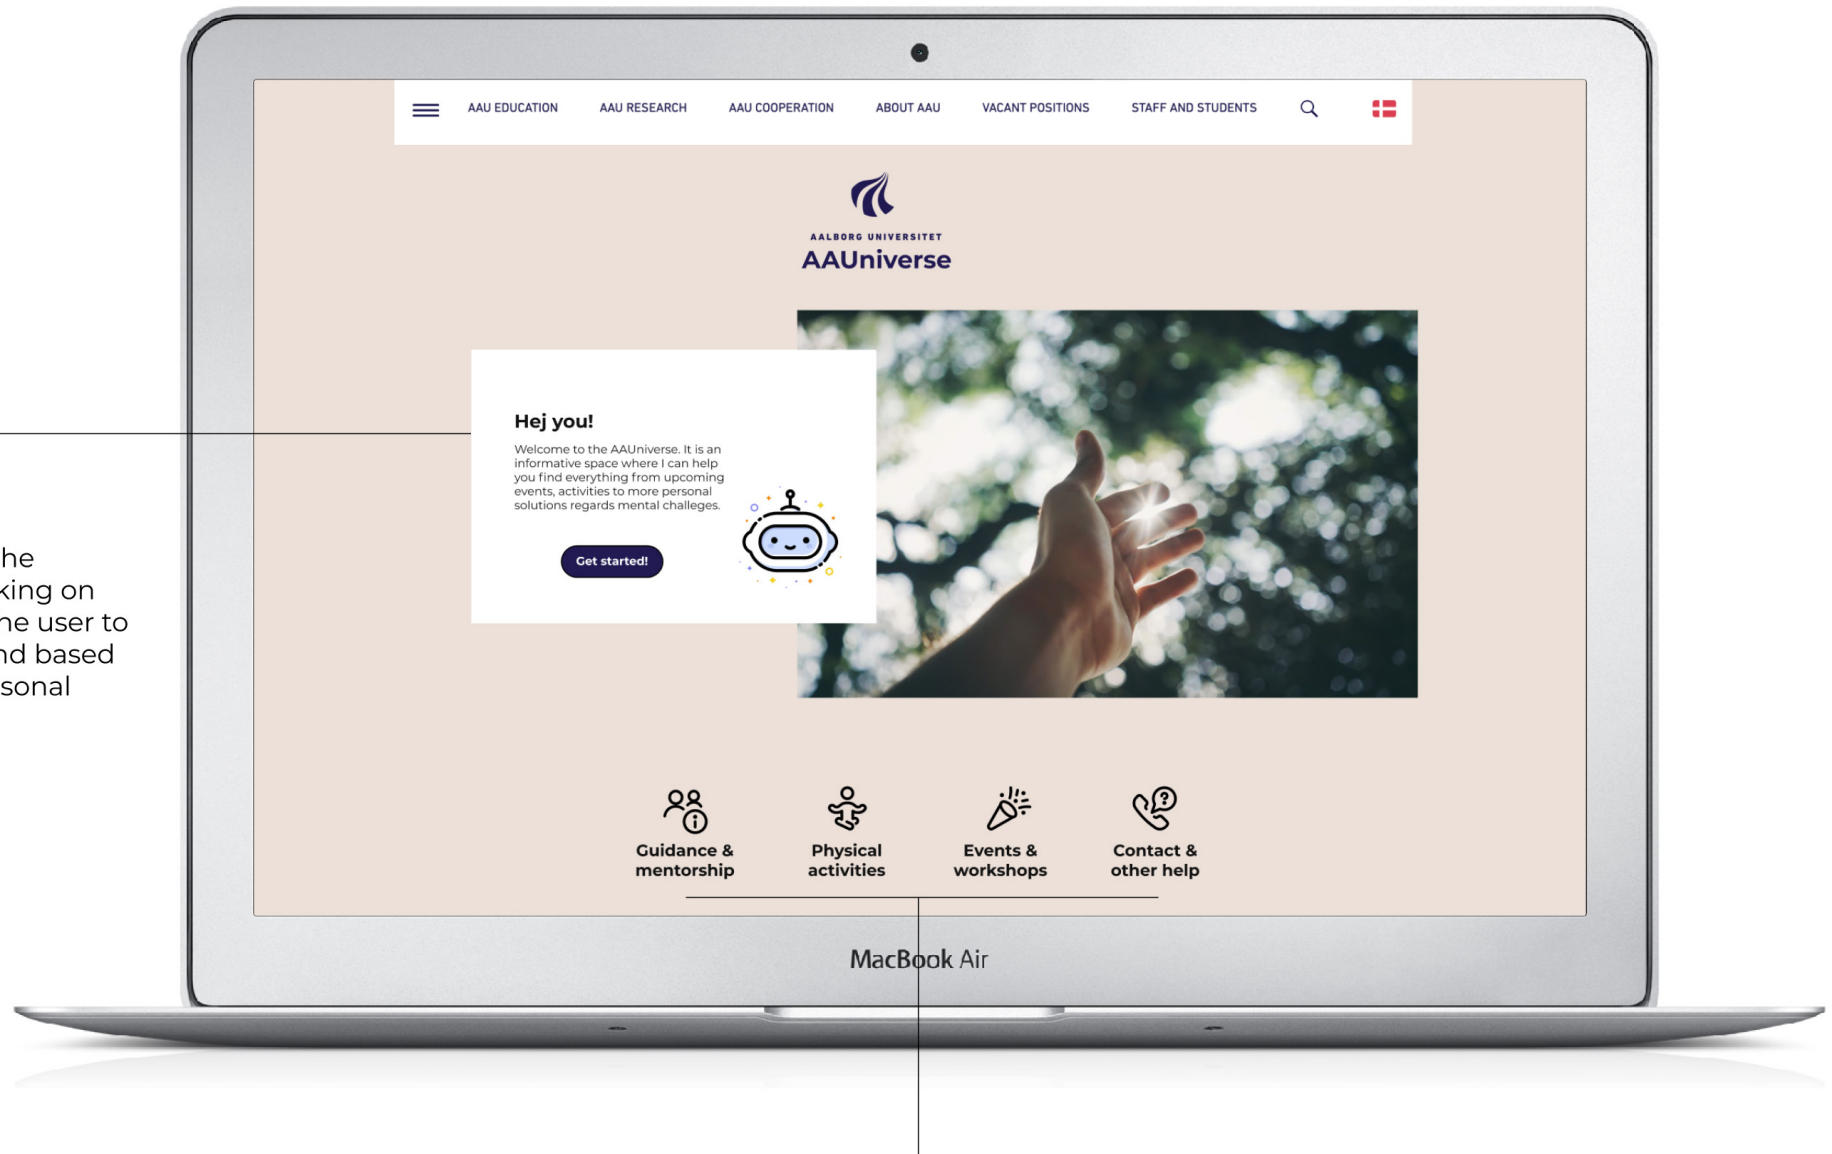 AAU EDUCATION AAU RESEARCH AAU COOPERATION ABOUT AAU VACANT POSITIONS STAFF AND STUDENTS
AALBORG UNIVERSITET
AAUniverse
Hej you!
Welcome to the AAUniverse. It is an
informative space where I can help
you find everything from upcoming
events, activities to more personal
solutions regards mental challeges.
Get started!
he
king on
he user to
nd based
sonal
Guidance &
mentorship
Physical
activities
Events &
workshops
Contact &
other help
MacBook Air